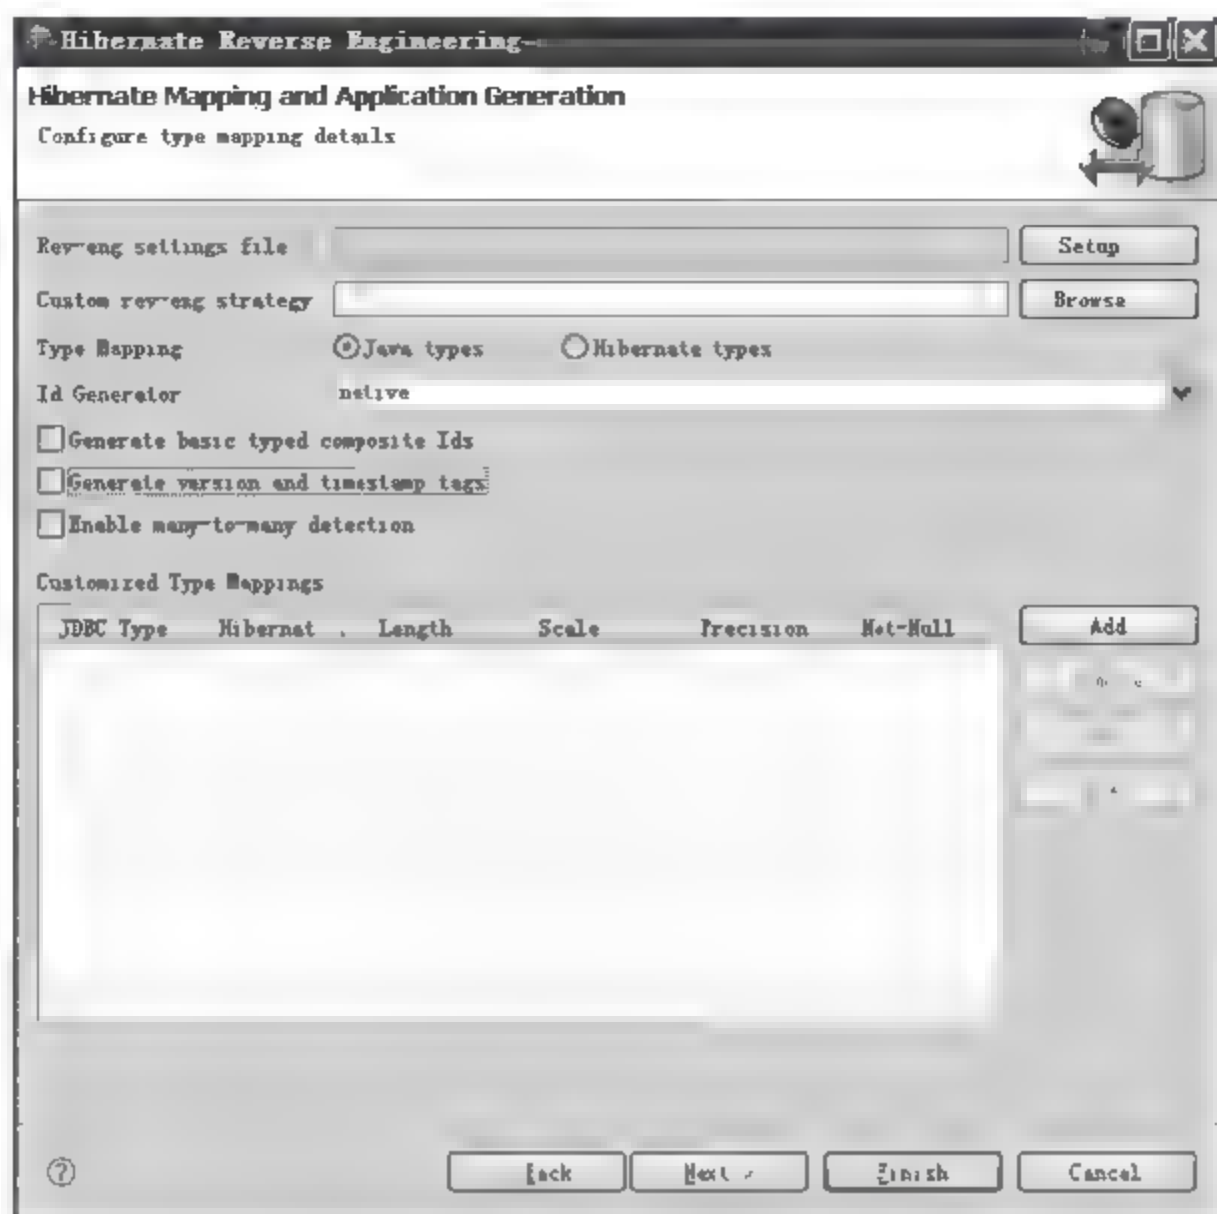 Hibernate Reverse Engineering
Hibernate Mapping and Application Generation
Configure type mapping details
Rev-eng settings file Setup
Custom rev-eng strategy Browse
Type Mapping Java types Hibernate types
Id Generator native
Generate basic typed composite Ids
Generate version and timestamp tags
Enable many-to-many detection
Customized Type Mappings
JDBC Type Hibernat Length Scale Precision Not-Null Add
Back Next > Finish Cancel